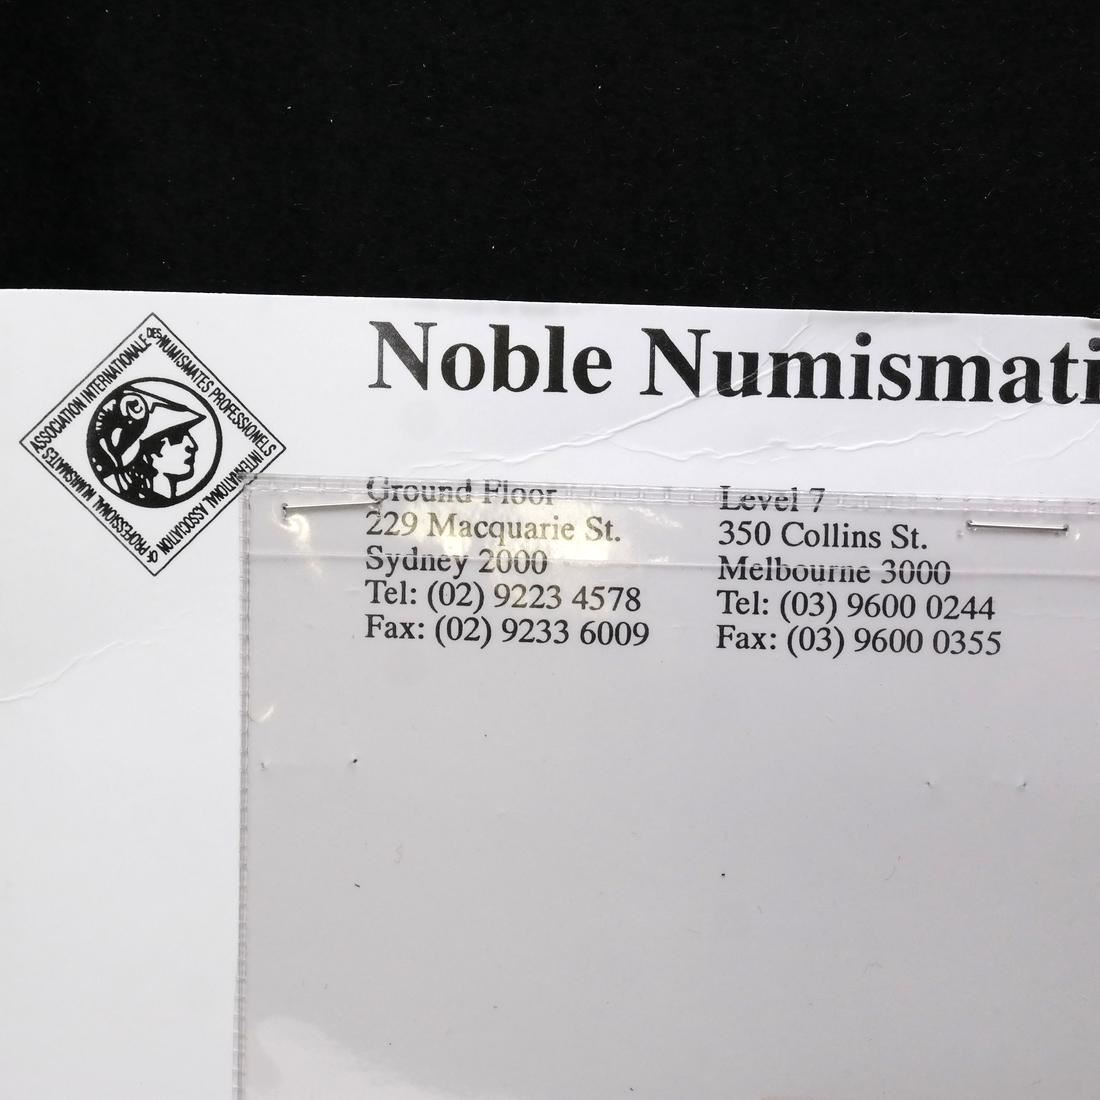 Noble Numismati
ASSOCIATION INTERNATIONALE DES NUMISMATES PROFESSIONELS
INTERNATIONAL ASSOCIATION OF PROFESSIONAL NUMISMATES
Ground Floor
229 Macquarie St.
Sydney 2000
Tel: (02) 9223 4578
Fax: (02) 9233 6009
Level 7
350 Collins St.
Melbourne 3000
Tel: (03) 9600 0244
Fax: (03) 9600 0355